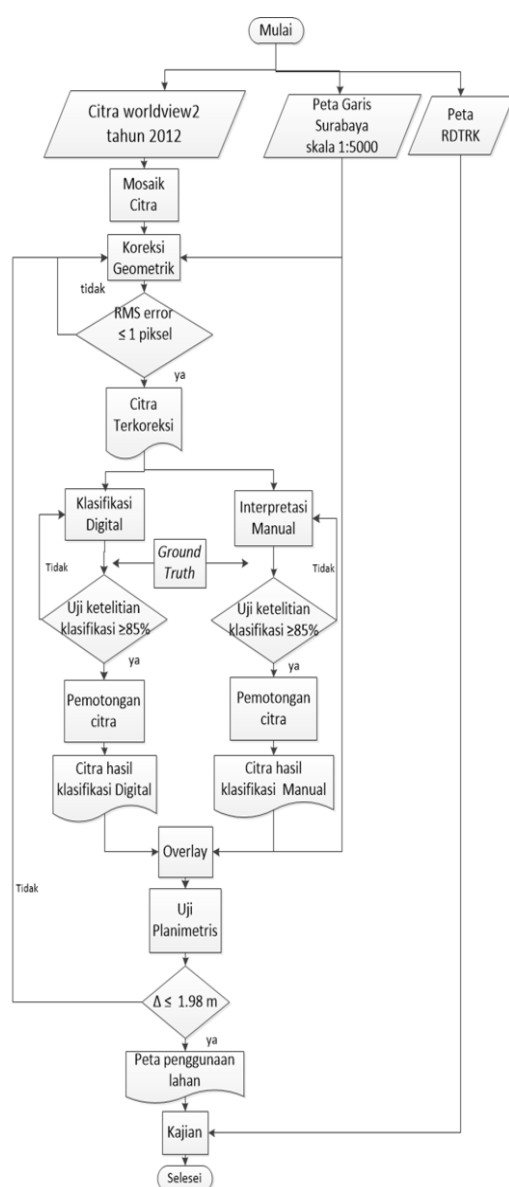 Mulai
Citra worldview2
tahun 2012
Peta Garis
Surabaya
skala 1:5000
Peta
RDTRK
Mosaik
Citra
Koreksi
Geometrik
tidak
RMS error
≤ 1 piksel
ya
Citra
Terkoreksi
Klasifikasi
Digital
Interpretasi
Manual
Ground
Truth
Tidak
Tidak
Uji ketelitian
klasifikasi ≥85%
Uji ketelitian
klasifikasi ≥85%
ya
ya
Pemotongan
citra
Pemotongan
citra
Citra hasil
klasifikasi Digital
Citra hasil
klasifikasi Manual
Overlay
Tidak
Uji
Planimetris
Δ ≤ 1.98 m
ya
Peta penggunaan
lahan
Kajian
Selesei